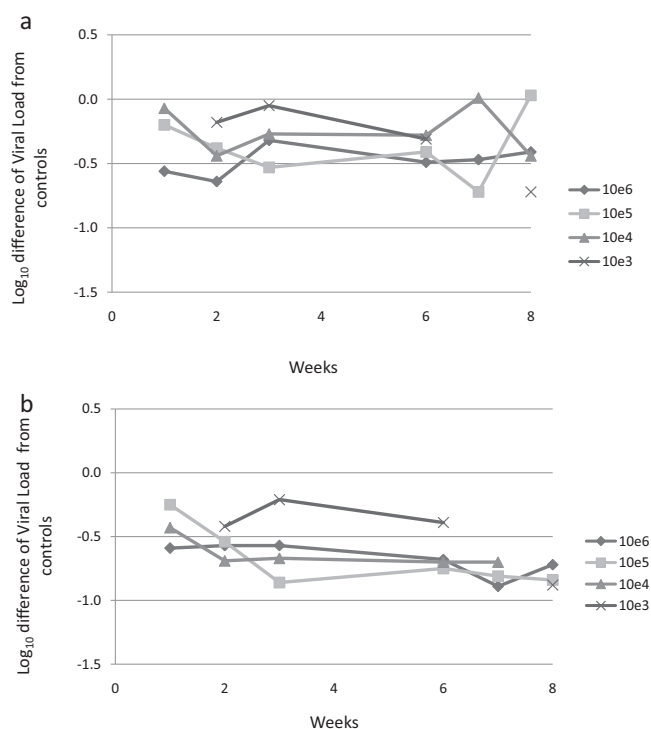 a
Log10 difference of Viral Load from
controls
0.5
0.0
-0.5
-1.0
-1.5
0 2 4 6 8
Weeks
10e6
10e5
10e4
10e3
b
Log10 difference of Viral Load from
controls
0.5
0.0
-0.5
-1.0
-1.5
0 2 4 6 8
Weeks
10e6
10e5
10e4
10e3